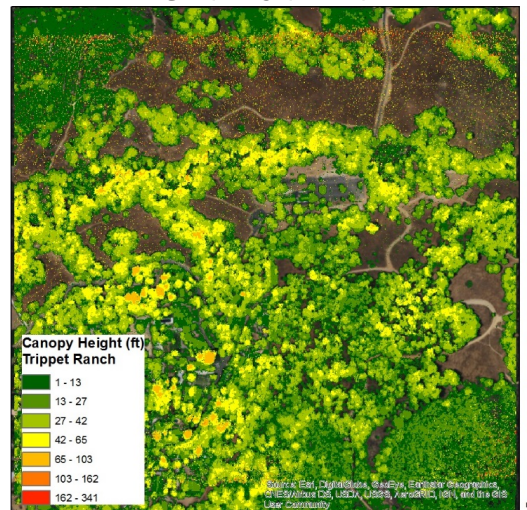 Canopy Height (ft)
Trippet Ranch
1 - 13
13 - 27
27 - 42
42 - 65
65 - 103
103 - 162
162 - 341
Source: Esri, DigitalGlobe, GeoEye, Earthstar Geographics,
CNES/Airbus DS, USDA, USGS, AeroGRID, IGN, and the GIS
User Community